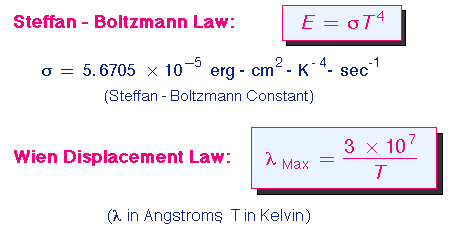 Steffan - Boltzmann Law: E = σT⁴
σ = 5.6705 × 10⁻⁵ erg - cm² - K⁻⁴ - sec⁻¹
(Steffan - Boltzmann Constant)
Wien Displacement Law: λ Max = 3 × 10⁷ / T
(λ in Angstroms, T in Kelvin)